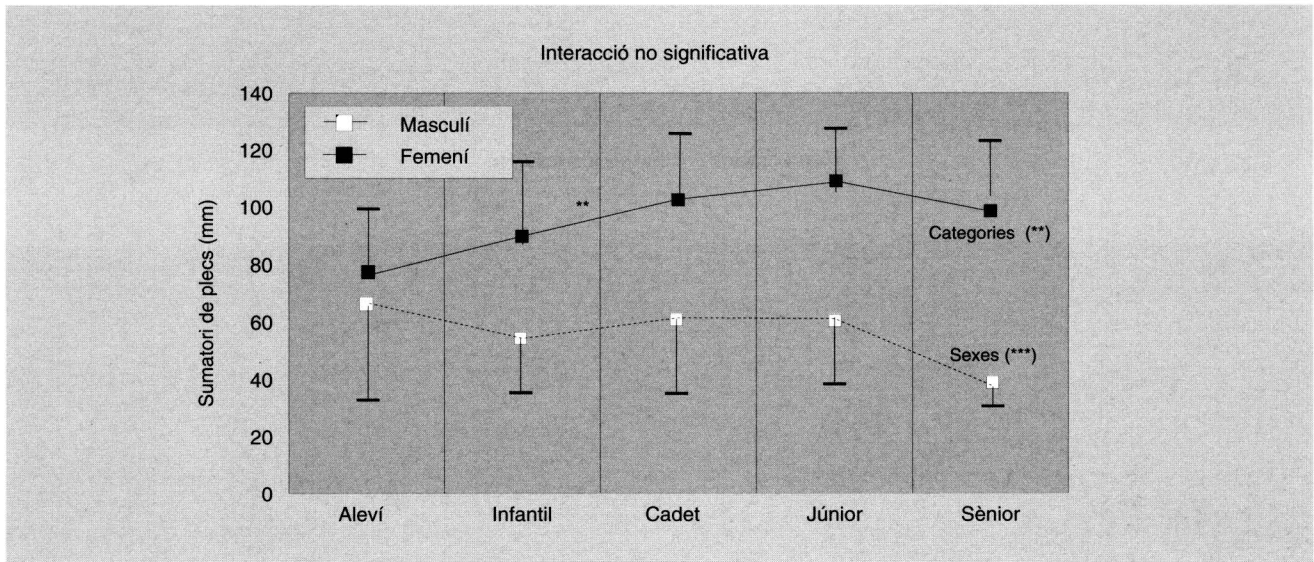 Interacció no significativa
140
120
100
80
60
40
20
0
Sumatori de plecs (mm)
Masculí
Femení
**
Categories (**)
Sexes (***)
Aleví
Infantil
Cadet
Júnior
Sènior